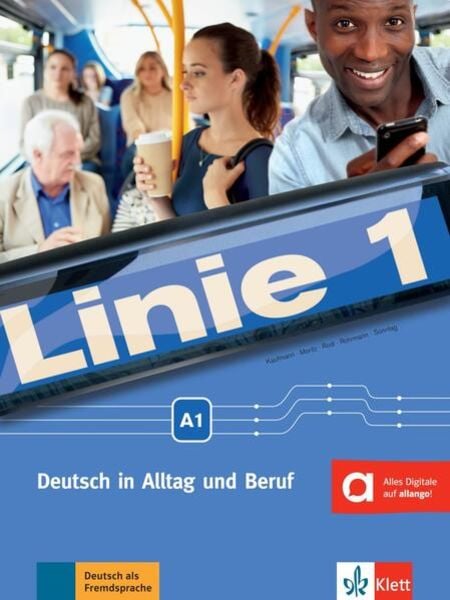 Linie 1
Kaufmann · Moritz · Rodi · Rohrmann · Sonntag
A1
Deutsch in Alltag und Beruf
a
Alles Digitale
auf allango!
Deutsch als
Fremdsprache
Klett